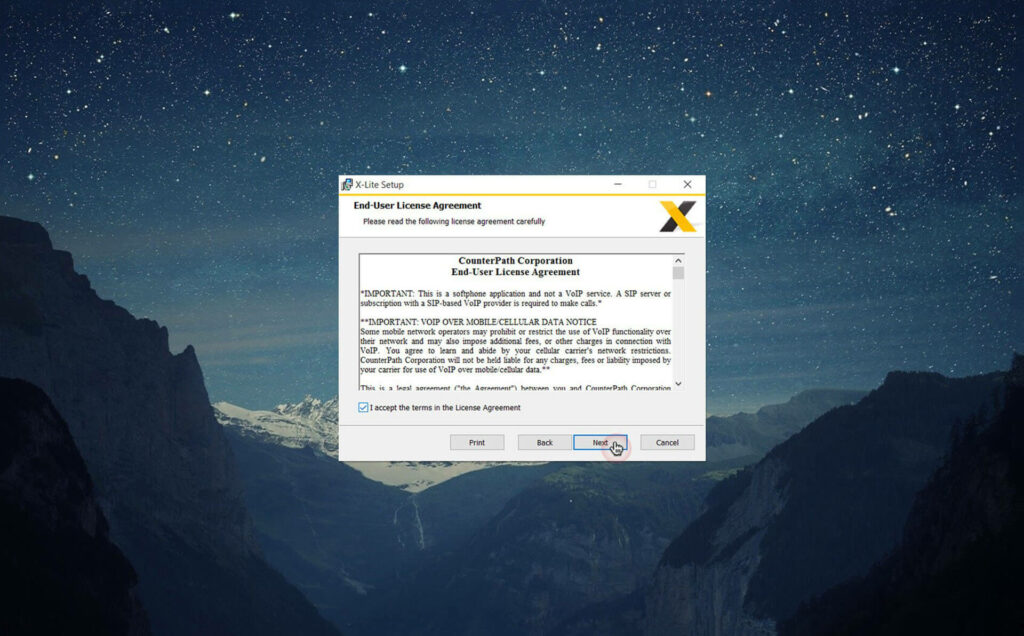 X-Lite Setup
End-User License Agreement
Please read the following license agreement carefully
CounterPath Corporation
End-User License Agreement
*IMPORTANT: This is a softphone application and not a VoIP service. A SIP server or
subscription with a SIP-based VoIP provider is required to make calls.*
**IMPORTANT: VOIP OVER MOBILE/CELLULAR DATA NOTICE
Some mobile network operators may prohibit or restrict the use of VoIP functionality over
their network and may also impose additional fees, or other charges in connection with
VoIP. You agree to learn and abide by your cellular carrier's network restrictions.
CounterPath Corporation will not be held liable for any charges, fees or liability imposed by
your carrier for use of VoIP over mobile/cellular data.**
This is a legal agreement ("the Agreement") between you and CounterPath Corporation
I accept the terms in the License Agreement
Print Back Next Cancel